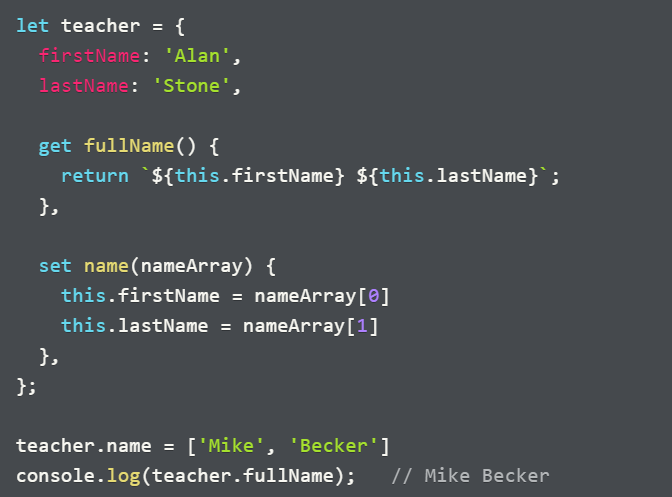 let teacher = {
  firstName: 'Alan',
  lastName: 'Stone',

  get fullName() {
    return `${this.firstName} ${this.lastName}`;
  },

  set name(nameArray) {
    this.firstName = nameArray[0]
    this.lastName = nameArray[1]
  },
};

teacher.name = ['Mike', 'Becker']
console.log(teacher.fullName);   // Mike Becker